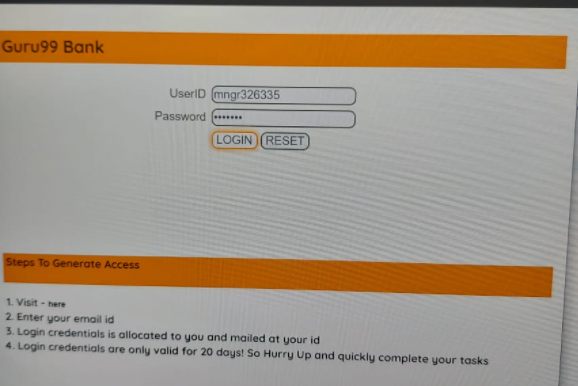 Guru99 Bank
UserID mngr326335
Password •••••••
LOGIN RESET
Steps To Generate Access
1. Visit - here
2. Enter your email id
3. Login credentials is allocated to you and mailed at your id
4. Login credentials are only valid for 20 days! So Hurry Up and quickly complete your tasks